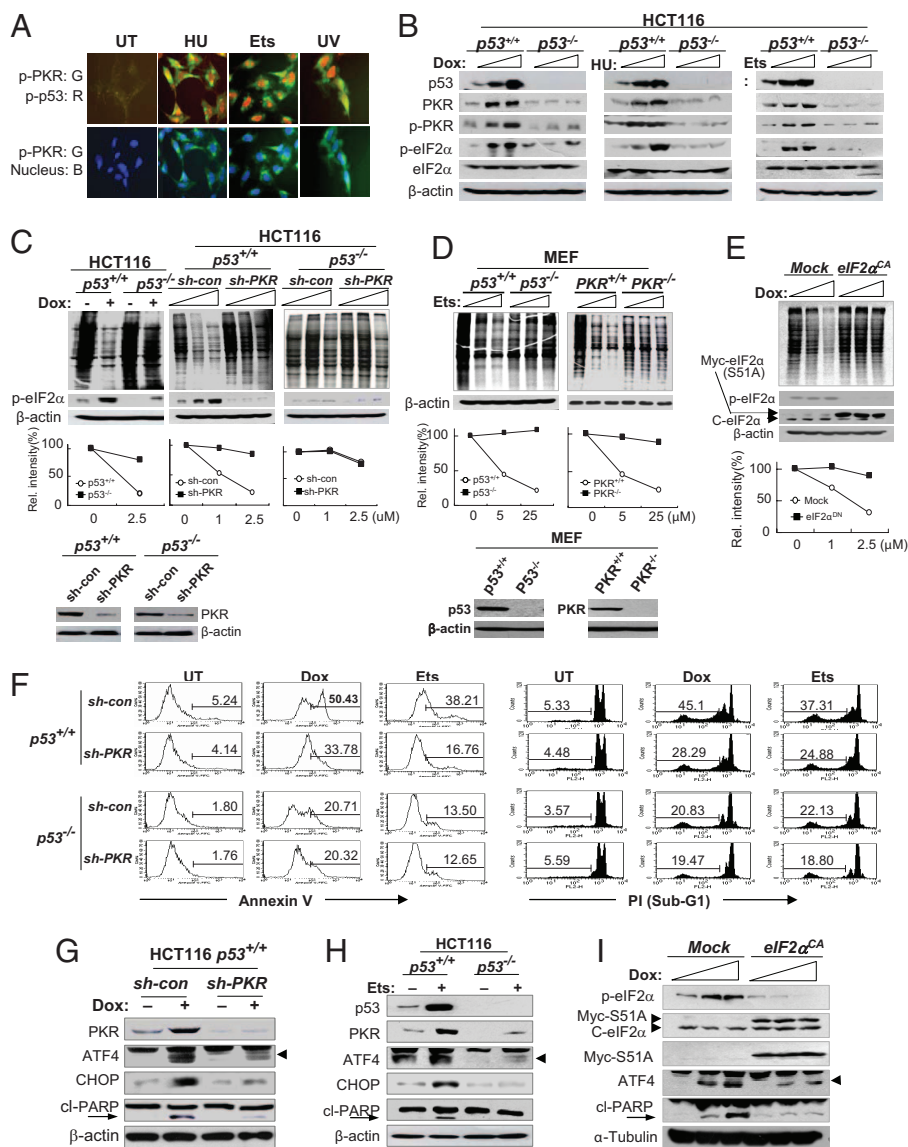 A
UT HU Ets UV
p-PKR: G
p-p53: R
p-PKR: G
Nucleus: B
B
HCT116
p53+/+ p53-/- p53+/+ p53-/- p53+/+ p53-/-
Dox: HU: Ets :
p53
PKR
p-PKR
p-eIF2α
eIF2α
β-actin
C
HCT116
HCT116 p53+/+ p53-/-
p53+/+ p53-/- sh-con sh-PKR sh-con sh-PKR
Dox: - + - +
p-eIF2α
β-actin
Rel. intensity(%)
100
50
0
p53+/+
p53-/-
sh-con
sh-PKR
sh-con
sh-PKR
0 2.5 0 1 2.5 0 1 2.5 (uM)
p53+/+ p53-/-
sh-con sh-PKR sh-con sh-PKR
PKR
β-actin
D
MEF
p53+/+ p53-/- PKR+/+ PKR-/-
Ets:
β-actin
Rel. intensity(%)
100
50
0
p53+/+
p53-/-
PKR+/+
PKR-/-
0 5 25 0 5 25 (μM)
MEF
p53+/+ P53-/- PKR+/+ PKR-/-
p53 PKR
β-actin
E
Mock eIF2αCA
Dox:
Myc-eIF2α
(S51A)
p-eIF2α
C-eIF2α
β-actin
Rel. intensity(%)
100
50
0
Mock
eIF2αDN
0 1 2.5 (μM)
F
UT Dox Ets UT Dox Ets
p53+/+
sh-con 5.24 50.43 38.21 5.33 45.1 37.31
sh-PKR 4.14 33.78 16.76 4.48 28.29 24.88
p53-/-
sh-con 1.80 20.71 13.50 3.57 20.83 22.13
sh-PKR 1.76 20.32 12.65 5.59 19.47 18.80
Annexin V PI (Sub-G1)
G
HCT116 p53+/+
sh-con sh-PKR
Dox: – + – +
PKR
ATF4
CHOP
cl-PARP
β-actin
H
HCT116
p53+/+ p53-/-
Ets: – + – +
p53
PKR
ATF4
CHOP
cl-PARP
β-actin
I
Mock eIF2αCA
Dox:
p-eIF2α
Myc-S51A
C-eIF2α
Myc-S51A
ATF4
cl-PARP
α-Tubulin